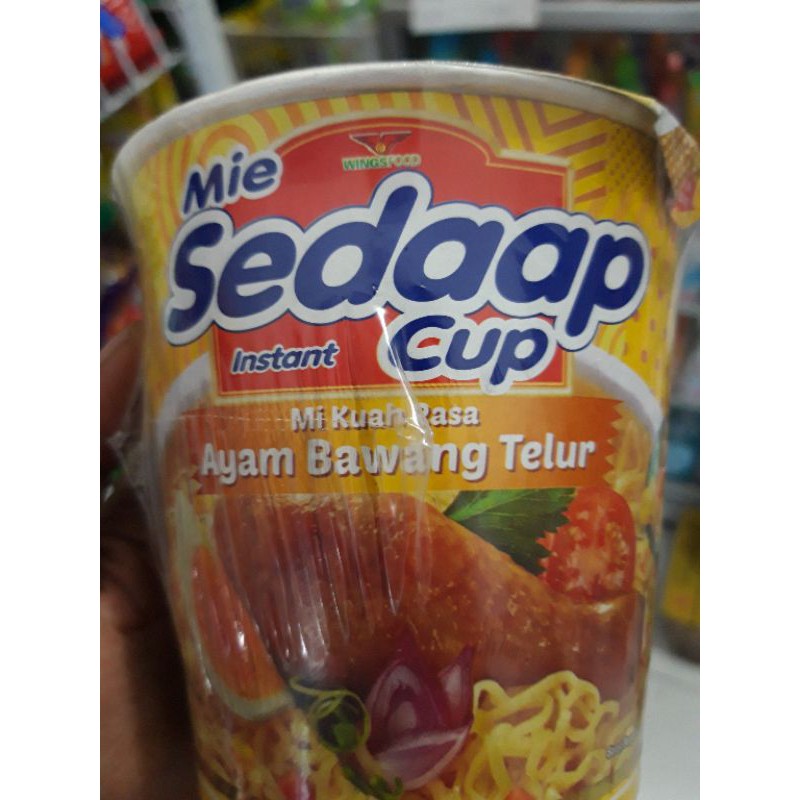 WINGSFOOD
Mie
Sedaap
Instant Cup
Mi Kuah Rasa
Ayam Bawang Telur